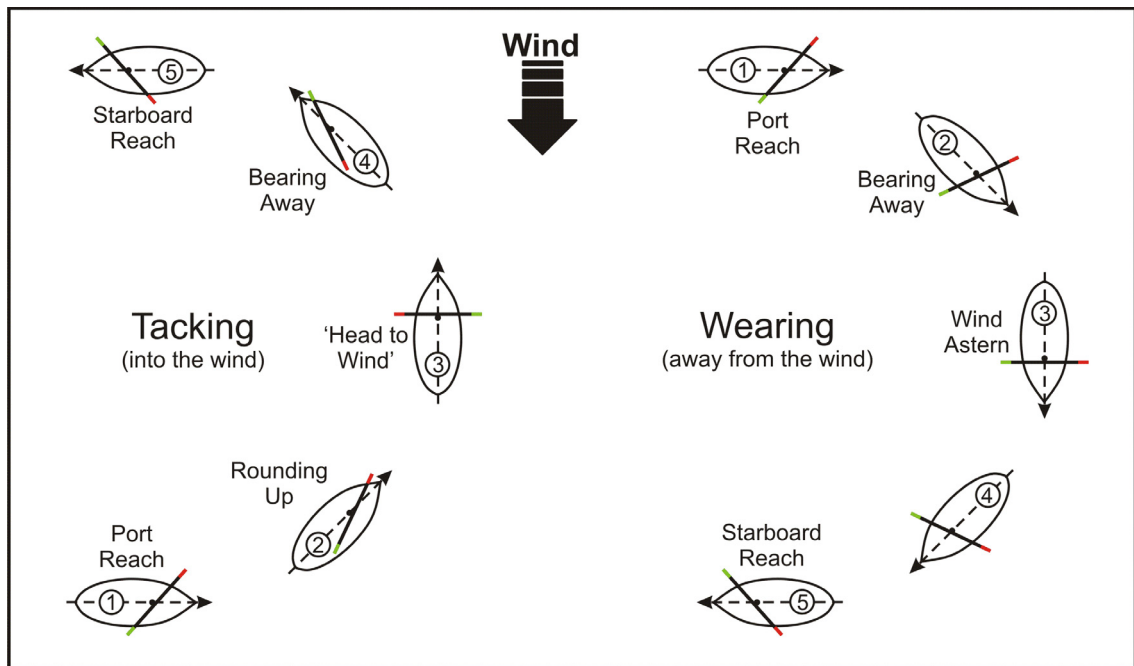 Wind
5
Starboard
Reach
4
Bearing
Away
Tacking
(into the wind)
'Head to
Wind'
3
Rounding
Up
2
Port
Reach
1
1
Port
Reach
2
Bearing
Away
Wearing
(away from the wind)
Wind
Astern
3
4
Starboard
Reach
5